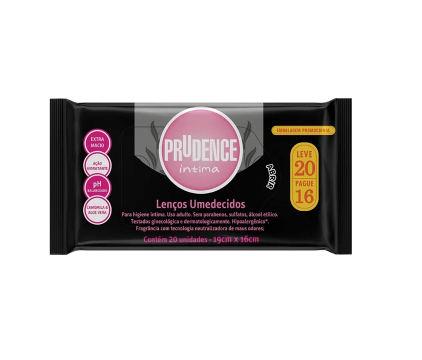 PRUDENCE
íntima
EXTRA
MACIO
AÇÃO
HIDRATANTE
pH
BALANCEADO
CAMOMILA &
ALOE VERA
EMBALAGEM PROMOCIONAL
LEVE
20
PAGUE
16
Lenços Umedecidos
Para higiene íntima. Uso adulto. Sem parabenos, sulfatos, álcool etílico.
Testados ginecológica e dermatologicamente. Hipoalergênico*.
Fragrância com tecnologia neutralizadora de maus odores;
Contém 20 unidades - 19cm x 16cm